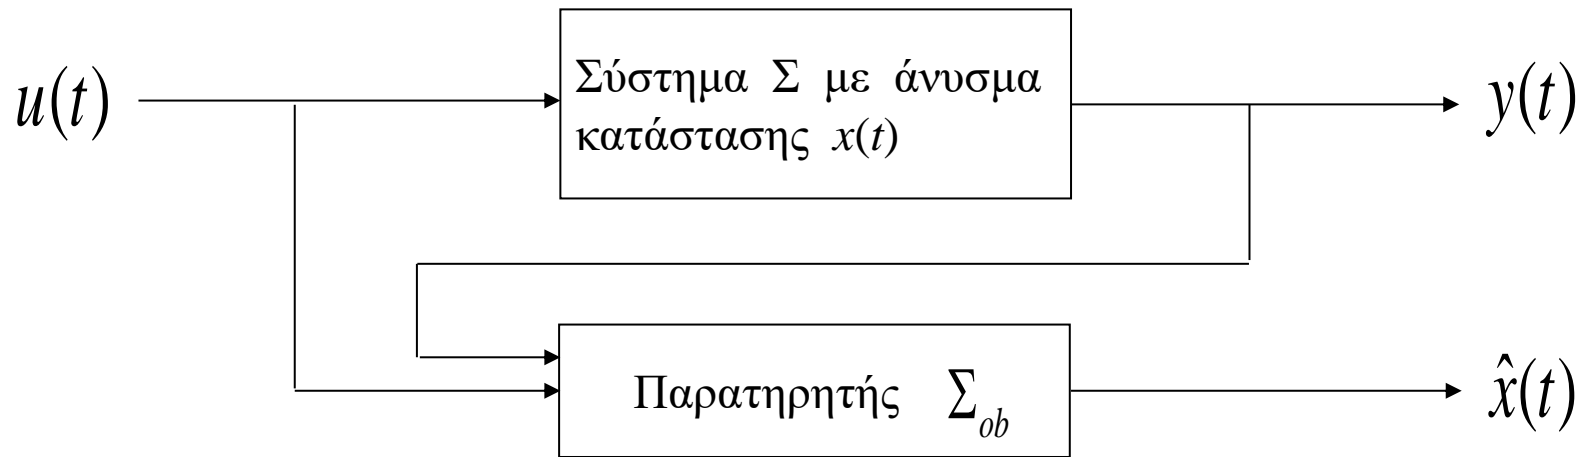 u(t)
Σύστημα Σ με άνυσμα
κατάστασης x(t)
y(t)
Παρατηρητής Σ_ob
x̂(t)